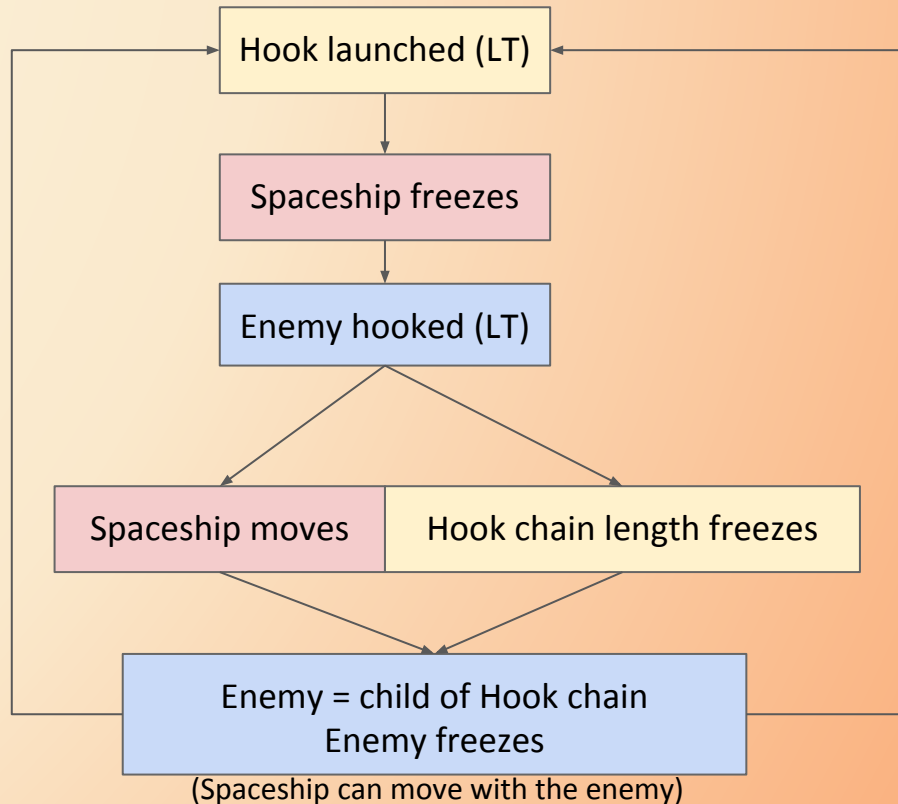 Hook launched (LT)
Spaceship freezes
Enemy hooked (LT)
Spaceship moves
Hook chain length freezes
Enemy = child of Hook chain
Enemy freezes
(Spaceship can move with the enemy)